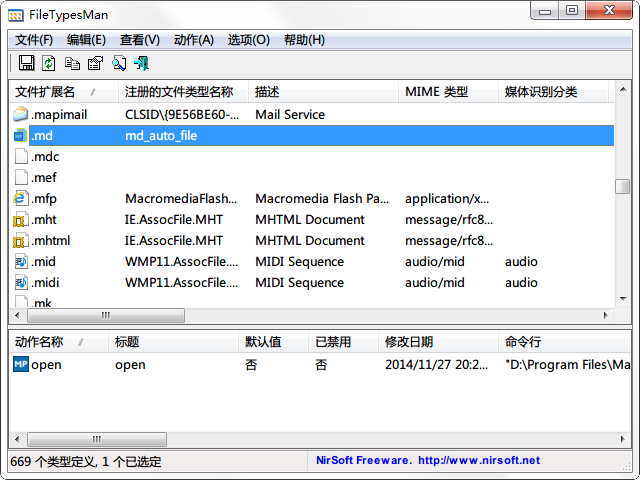 FileTypesMan
文件(F) 编辑(E) 查看(V) 动作(A) 选项(O) 帮助(H)
文件扩展名 注册的文件类型名称 描述 MIME 类型 媒体识别分类
.mapimail CLSID\{9E56BE60-... Mail Service
.md md_auto_file
.mdc
.mef
.mfp MacromediaFlash... Macromedia Flash Pa... application/x...
.mht IE.AssocFile.MHT MHTML Document message/rfc8...
.mhtml IE.AssocFile.MHT MHTML Document message/rfc8...
.mid WMP11.AssocFile.... MIDI Sequence audio/mid audio
.midi WMP11.AssocFile.... MIDI Sequence audio/mid audio
.mk
动作名称 标题 默认值 已禁用 修改日期 命令行
MP open open 否 否 2014/11/27 20:2... "D:\Program Files\Ma
669 个类型定义, 1 个已选定 NirSoft Freeware. http://www.nirsoft.net